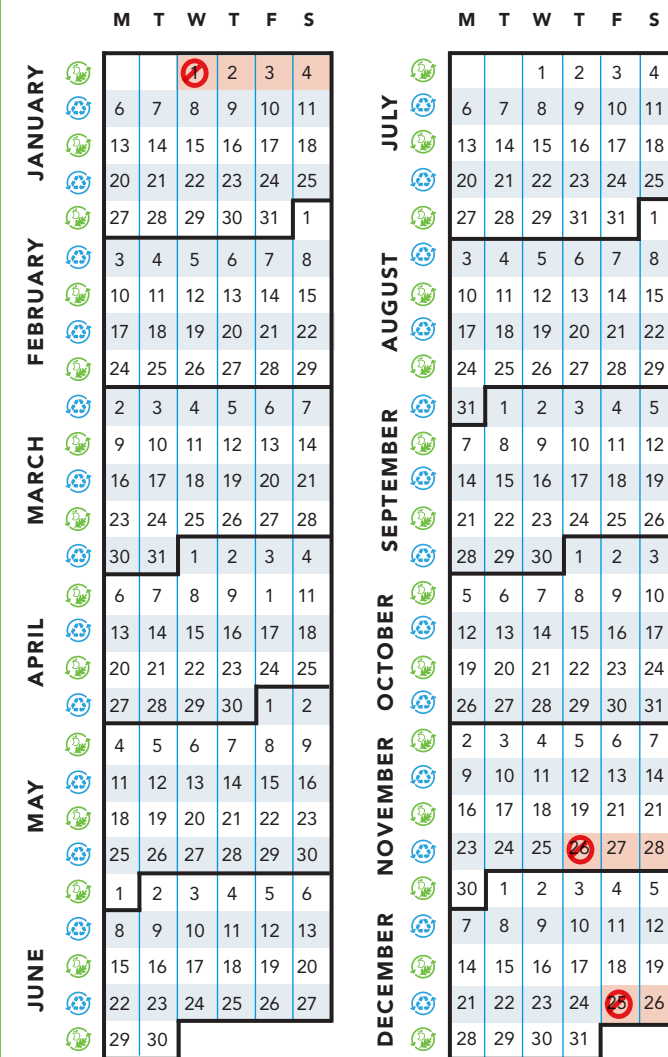 M T W T F S
JANUARY
1 2 3 4
6 7 8 9 10 11
13 14 15 16 17 18
20 21 22 23 24 25
27 28 29 30 31 1
FEBRUARY
3 4 5 6 7 8
10 11 12 13 14 15
17 18 19 20 21 22
24 25 26 27 28 29
MARCH
2 3 4 5 6 7
9 10 11 12 13 14
16 17 18 19 20 21
23 24 25 26 27 28
30 31 1 2 3 4
APRIL
6 7 8 9 1 11
13 14 15 16 17 18
20 21 22 23 24 25
27 28 29 30 1 2
MAY
4 5 6 7 8 9
11 12 13 14 15 16
18 19 20 21 22 23
25 26 27 28 29 30
1 2 3 4 5 6
JUNE
8 9 10 11 12 13
15 16 17 18 19 20
22 23 24 25 26 27
29 30
M T W T F S
JULY
1 2 3 4
6 7 8 9 10 11
13 14 15 16 17 18
20 21 22 23 24 25
27 28 29 31 31 1
AUGUST
3 4 5 6 7 8
10 11 12 13 14 15
17 18 19 20 21 22
24 25 26 27 28 29
31 1 2 3 4 5
SEPTEMBER
7 8 9 10 11 12
14 15 16 17 18 19
21 22 23 24 25 26
28 29 30 1 2 3
OCTOBER
5 6 7 8 9 10
12 13 14 15 16 17
19 20 21 22 23 24
26 27 28 29 30 31
NOVEMBER
2 3 4 5 6 7
9 10 11 12 13 14
16 17 18 19 21 21
23 24 25 26 27 28
30 1 2 3 4 5
DECEMBER
7 8 9 10 11 12
14 15 16 17 18 19
21 22 23 24 25 26
28 29 30 31